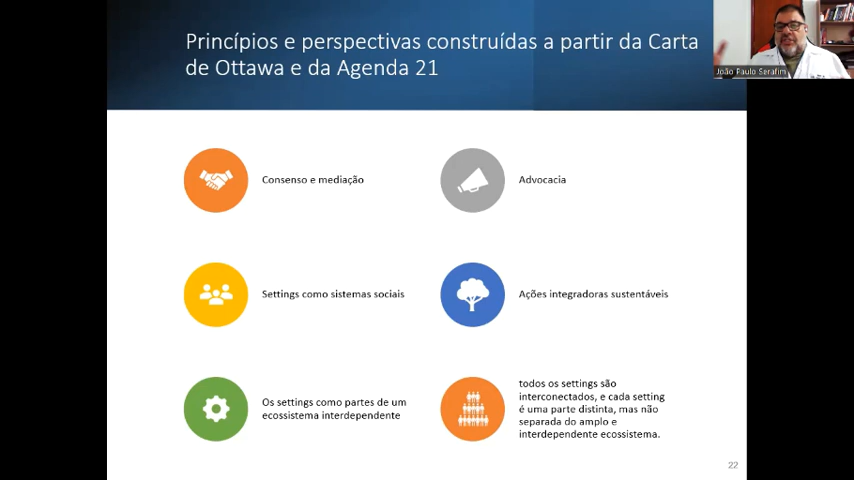 Princípios e perspectivas construídas a partir da Carta
de Ottawa e da Agenda 21
João Paulo Serafim
Consenso e mediação
Advocacia
Settings como sistemas sociais
Ações integradoras sustentáveis
Os settings como partes de um
ecossistema interdependente
todos os settings são
interconectados, e cada setting
é uma parte distinta, mas não
separada do amplo e
interdependente ecossistema.
22